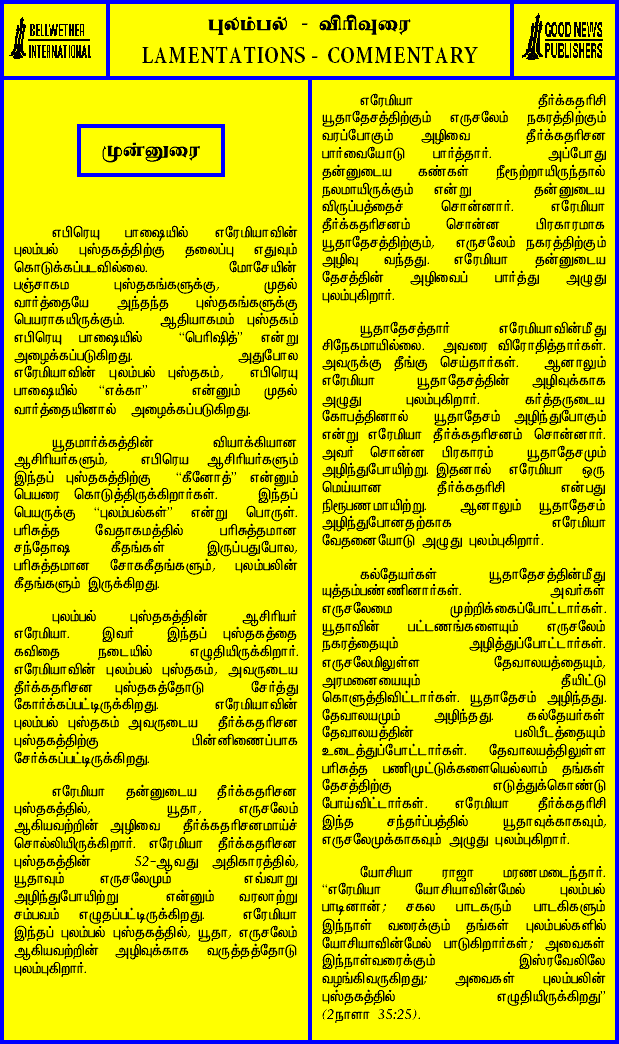 BELLWETHER
INTERNATIONAL
புலம்பல் - விரிவுரை
LAMENTATIONS - COMMENTARY
GOOD NEWS
PUBLISHERS
முன்னுரை
எபிரெயு பாஷையில் எரேமியாவின்
புலம்பல் புஸ்தகத்திற்கு தலைப்பு எதுவும்
கொடுக்கப்படவில்லை. மோசேயின்
பஞ்சாகம புஸ்தகங்களுக்கு, முதல்
வார்த்தையே அந்தந்த புஸ்தகங்களுக்கு
பெயராகயிருக்கும். ஆதியாகமம் புஸ்தகம்
எபிரெயு பாஷையில் “பெரிஷித்” என்று
அழைக்கப்படுகிறது. அதுபோல
எரேமியாவின் புலம்பல் புஸ்தகம், எபிரெயு
பாஷையில் “எக்கா” என்னும் முதல்
வார்த்தையினால் அழைக்கப்படுகிறது.
யூதமார்க்கத்தின் வியாக்கியான
ஆசிரியர்களும், எபிரெய ஆசிரியர்களும்
இந்தப் புஸ்தகத்திற்கு “கீனோத்” என்னும்
பெயரை கொடுத்திருக்கிறார்கள். இந்தப்
பெயருக்கு “புலம்பல்கள்” என்று பொருள்.
பரிசுத்த வேதாகமத்தில் பரிசுத்தமான
சந்தோஷ கீதங்கள் இருப்பதுபோல,
பரிசுத்தமான சோககீதங்களும், புலம்பலின்
கீதங்களும் இருக்கிறது.
புலம்பல் புஸ்தகத்தின் ஆசிரியர்
எரேமியா. இவர் இந்தப் புஸ்தகத்தை
கவிதை நடையில் எழுதியிருக்கிறார்.
எரேமியாவின் புலம்பல் புஸ்தகம், அவருடைய
தீர்க்கதரிசன புஸ்தகத்தோடு சேர்த்து
கோர்க்கப்பட்டிருக்கிறது. எரேமியாவின்
புலம்பல் புஸ்தகம் அவருடைய தீர்க்கதரிசன
புஸ்தகத்திற்கு பின்னிணைப்பாக
சேர்க்கப்பட்டிருக்கிறது.
எரேமியா தன்னுடைய தீர்க்கதரிசன
புஸ்தகத்தில், யூதா, எருசலேம்
ஆகியவற்றின் அழிவை தீர்க்கதரிசனமாய்ச்
சொல்லியிருக்கிறார். எரேமியா தீர்க்கதரிசன
புஸ்தகத்தின் 52-ஆவது அதிகாரத்தில்,
யூதாவும் எருசலேமும் எவ்வாறு
அழிந்துபோயிற்று என்னும் வரலாற்று
சம்பவம் எழுதப்பட்டிருக்கிறது. எரேமியா
இந்தப் புலம்பல் புஸ்தகத்தில், யூதா, எருசலேம்
ஆகியவற்றின் அழிவுக்காக வருத்தத்தோடு
புலம்புகிறார்.
எரேமியா தீர்க்கதரிசி
யூதாதேசத்திற்கும் எருசலேம் நகரத்திற்கும்
வரப்போகும் அழிவை தீர்க்கதரிசன
பார்வையோடு பார்த்தார். அப்போது
தன்னுடைய கண்கள் நீரூற்றாயிருந்தால்
நலமாயிருக்கும் என்று தன்னுடைய
விருப்பத்தைச் சொன்னார். எரேமியா
தீர்க்கதரிசனம் சொன்ன பிரகாரமாக
யூதாதேசத்திற்கும், எருசலேம் நகரத்திற்கும்
அழிவு வந்தது. எரேமியா தன்னுடைய
தேசத்தின் அழிவைப் பார்த்து அழுது
புலம்புகிறார்.
யூதாதேசத்தார் எரேமியாவின்மீது
சிநேகமாயில்லை. அவரை விரோதித்தார்கள்.
அவருக்கு தீங்கு செய்தார்கள். ஆனாலும்
எரேமியா யூதாதேசத்தின் அழிவுக்காக
அழுது புலம்புகிறார். கர்த்தருடைய
கோபத்தினால் யூதாதேசம் அழிந்துபோகும்
என்று எரேமியா தீர்க்கதரிசனம் சொன்னார்.
அவர் சொன்ன பிரகாரம் யூதாதேசமும்
அழிந்துபோயிற்று. இதனால் எரேமியா ஒரு
மெய்யான தீர்க்கதரிசி என்பது
நிரூபணமாயிற்று. ஆனாலும் யூதாதேசம்
அழிந்துபோனதற்காக எரேமியா
வேதனையோடு அழுது புலம்புகிறார்.
கல்தேயர்கள் யூதாதேசத்தின்மீது
யுத்தம்பண்ணினார்கள். அவர்கள்
எருசலேமை முற்றிக்கைப்போட்டார்கள்.
யூதாவின் பட்டணங்களையும் எருசலேம்
நகரத்தையும் அழித்துப்போட்டார்கள்.
எருசலேமிலுள்ள தேவாலயத்தையும்,
அரமனையையும் தீயிட்டு
கொளுத்திவிட்டார்கள். யூதாதேசம் அழிந்தது.
தேவாலயமும் அழிந்தது. கல்தேயர்கள்
தேவாலயத்தின் பலிபீடத்தையும்
உடைத்துப்போட்டார்கள். தேவாலயத்திலுள்ள
பரிசுத்த பணிமுட்டுக்களையெல்லாம் தங்கள்
தேசத்திற்கு எடுத்துக்கொண்டு
போய்விட்டார்கள். எரேமியா தீர்க்கதரிசி
இந்த சந்தர்ப்பத்தில் யூதாவுக்காகவும்,
எருசலேமுக்காகவும் அழுது புலம்புகிறார்.
யோசியா ராஜா மரணமடைந்தார்.
“எரேமியா யோசியாவின்மேல் புலம்பல்
பாடினான்; சகல பாடகரும் பாடகிகளும்
இந்நாள் வரைக்கும் தங்கள் புலம்பல்களில்
யோசியாவின்மேல் பாடுகிறார்கள்; அவைகள்
இந்நாள்வரைக்கும் இஸ்ரவேலிலே
வழங்கிவருகிறது; அவைகள் புலம்பலின்
புஸ்தகத்தில் எழுதியிருக்கிறது”
(2நாளா 35:25).